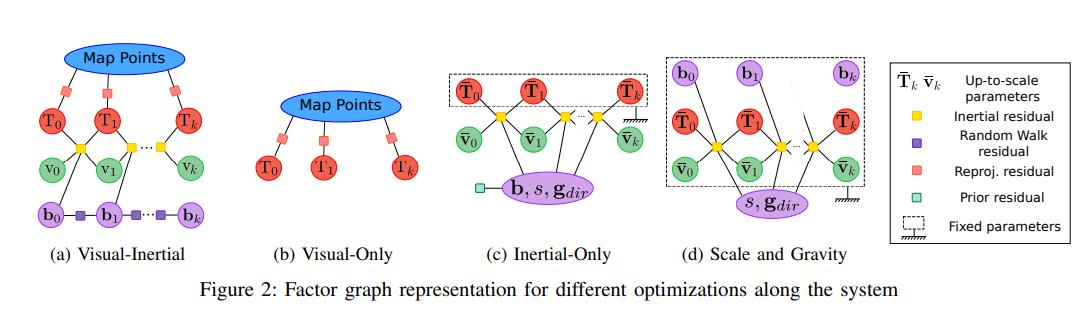 Map Points
T₀ T₁ Tₖ
v₀ v₁ vₖ
b₀ b₁ bₖ
(a) Visual-Inertial
Map Points
T₀ T₁ Tₖ
(b) Visual-Only
T̄₀ T̄₁ T̄ₖ
v̄₀ v̄₁ v̄ₖ
b, s, g_dir
(c) Inertial-Only
b₀ b₁ bₖ
T̄₀ T̄₁ T̄ₖ
v̄₀ v̄₁ v̄ₖ
s, g_dir
(d) Scale and Gravity
T̄ₖ v̄ₖ Up-to-scale
parameters
Inertial residual
Random Walk
residual
Reproj. residual
Prior residual
Fixed parameters
Figure 2: Factor graph representation for different optimizations along the system